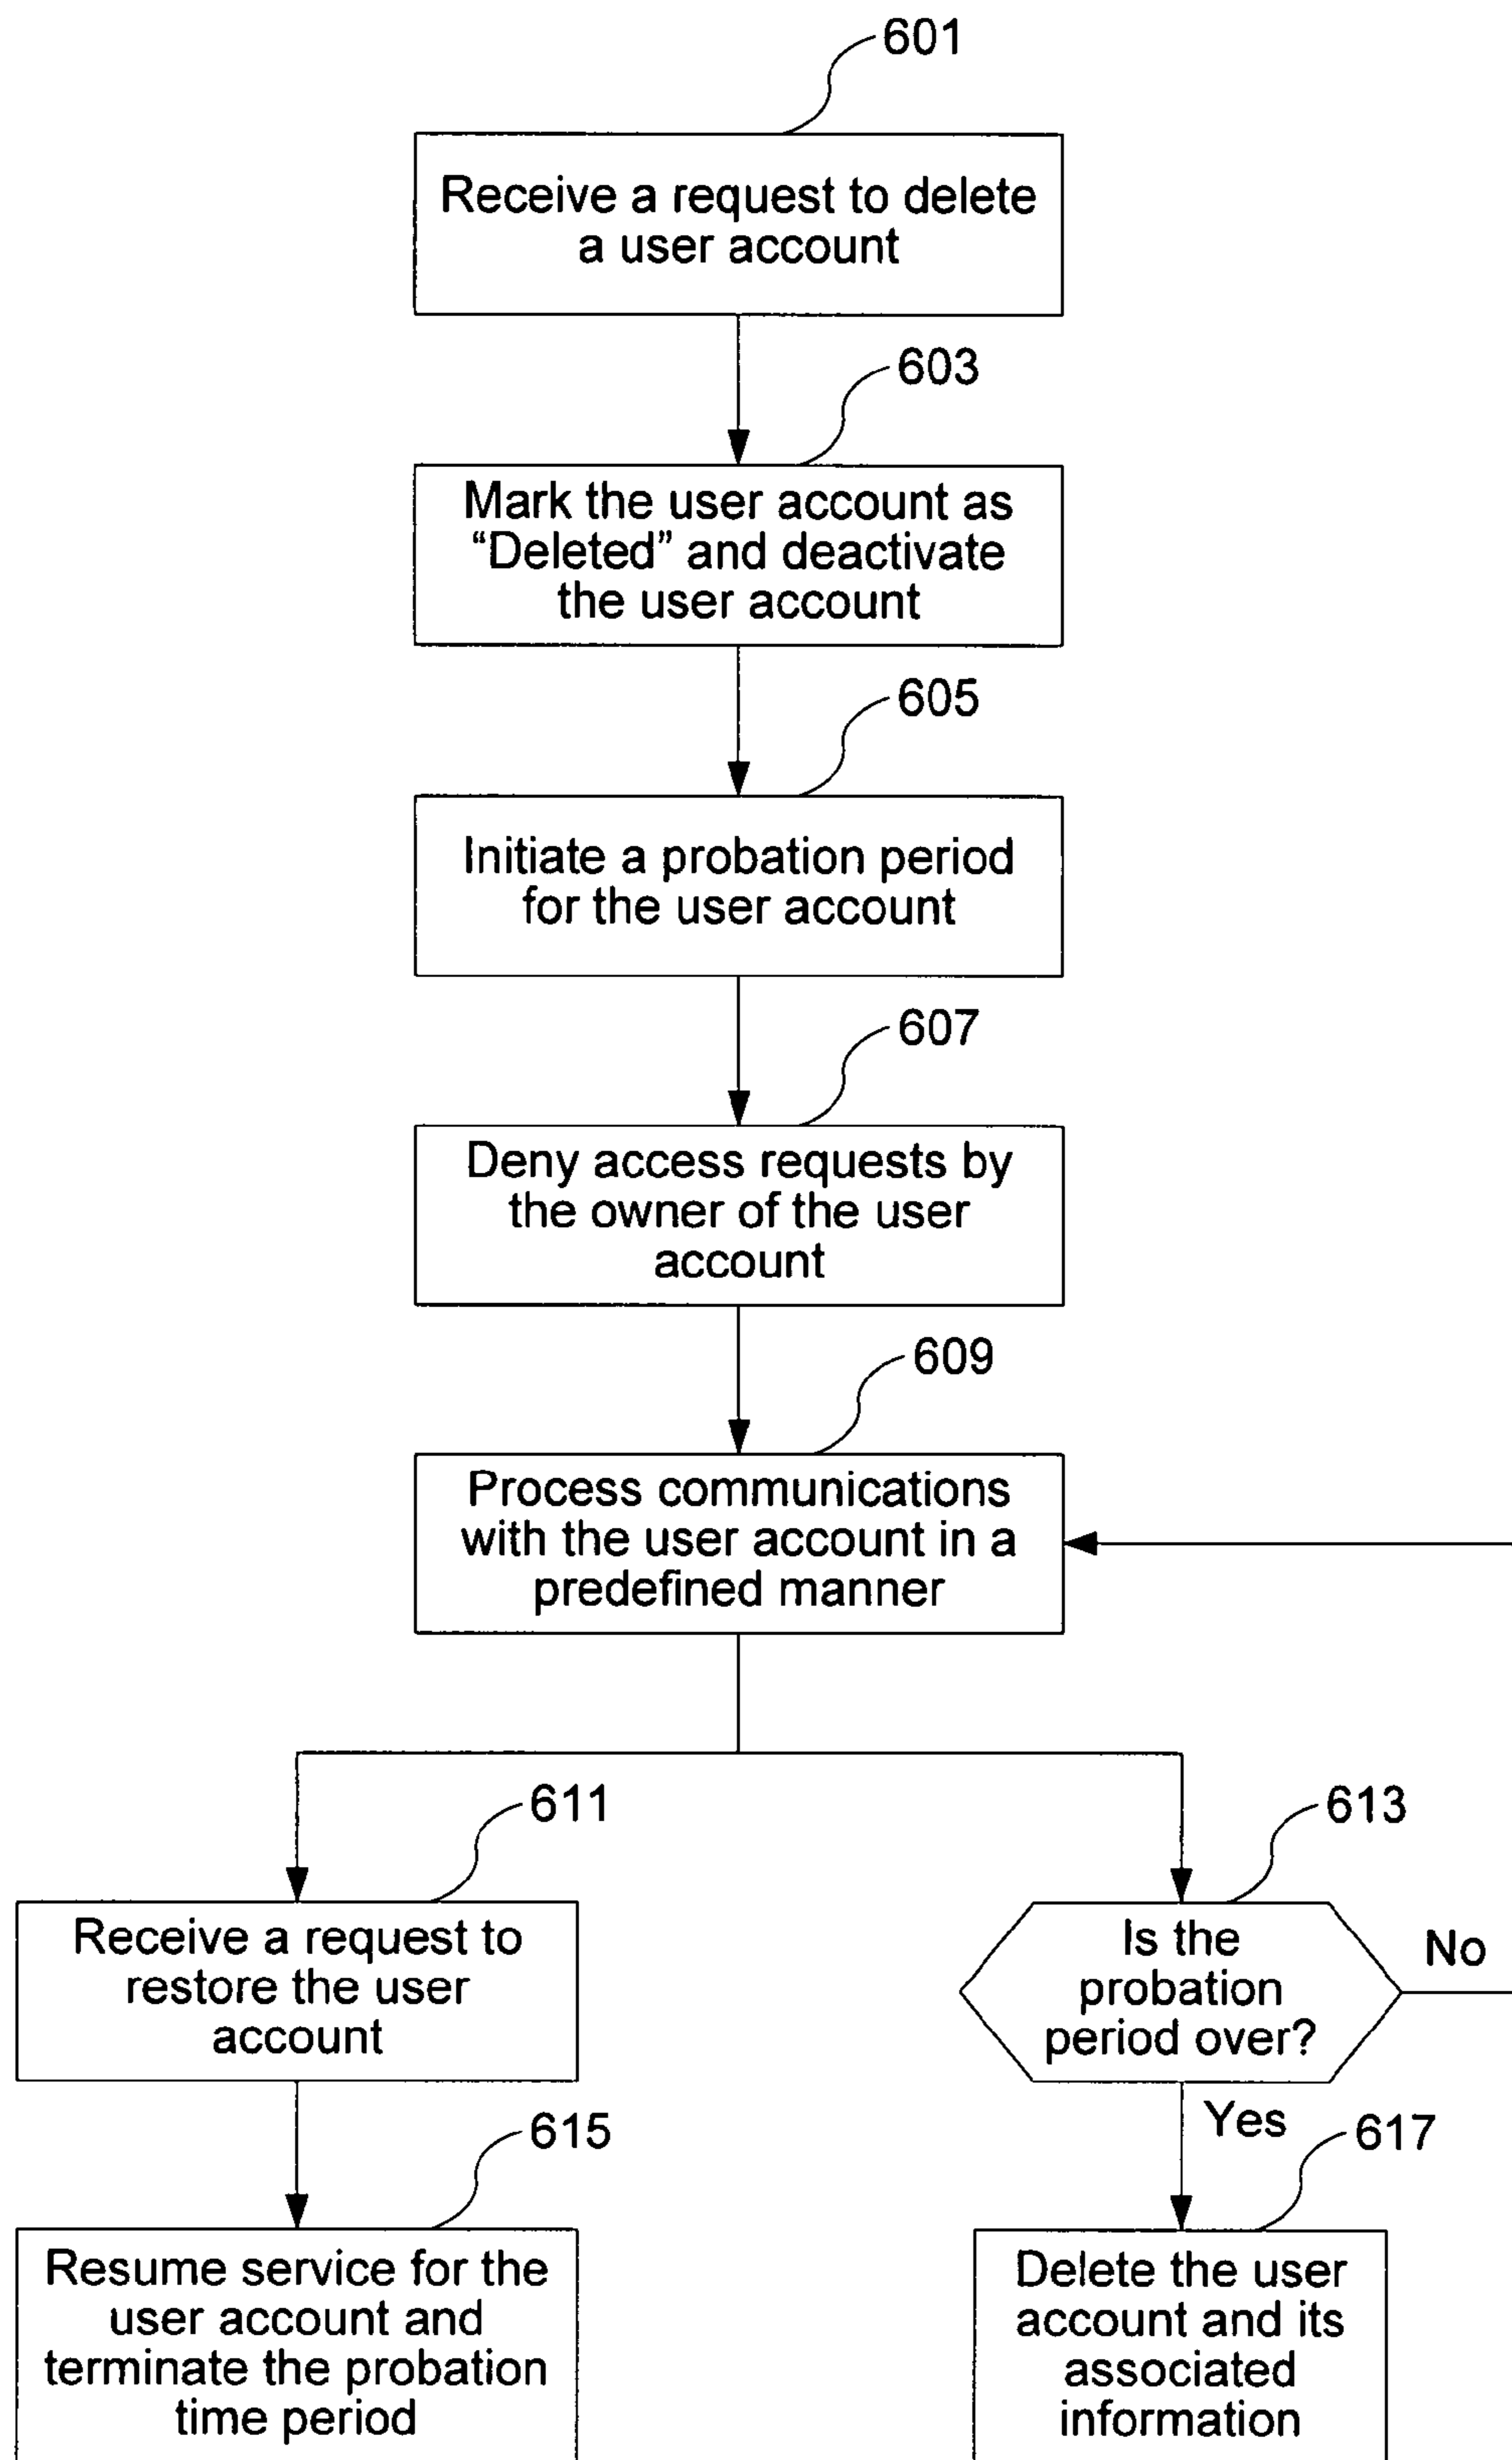 601
Receive a request to delete
a user account
603
Mark the user account as
“Deleted” and deactivate
the user account
605
Initiate a probation period
for the user account
607
Deny access requests by
the owner of the user
account
609
Process communications
with the user account in a
predefined manner
611
Receive a request to
restore the user
account
613
Is the
probation
period over?
No
Yes
615
Resume service for the
user account and
terminate the probation
time period
617
Delete the user
account and its
associated
information